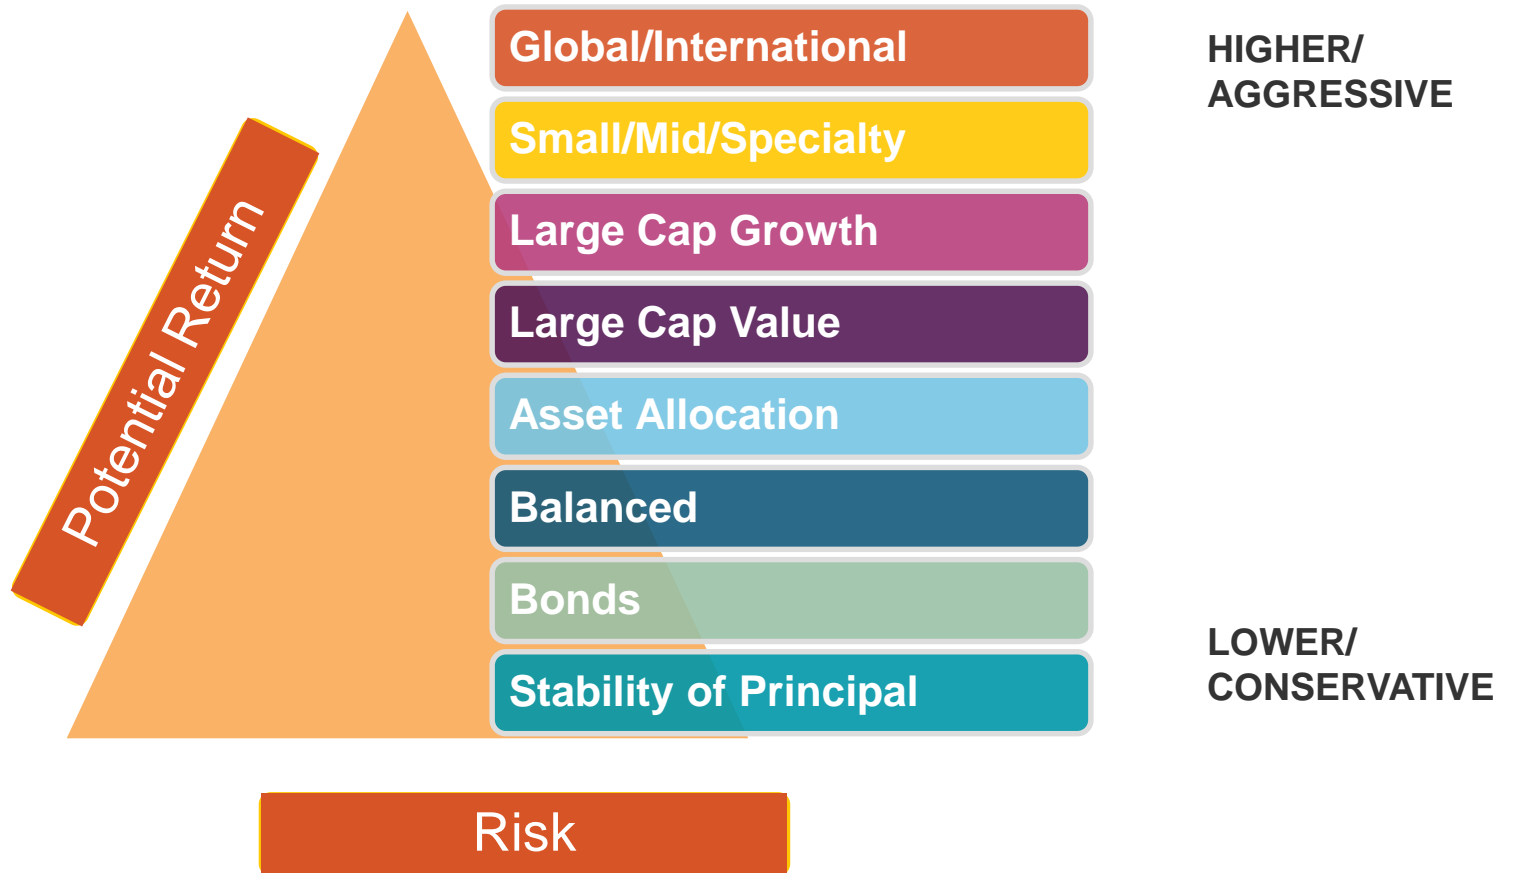 Global/International
HIGHER/
AGGRESSIVE
Small/Mid/Specialty
Large Cap Growth
Large Cap Value
Asset Allocation
Balanced
Bonds
Stability of Principal
LOWER/
CONSERVATIVE
Potential Return
Risk